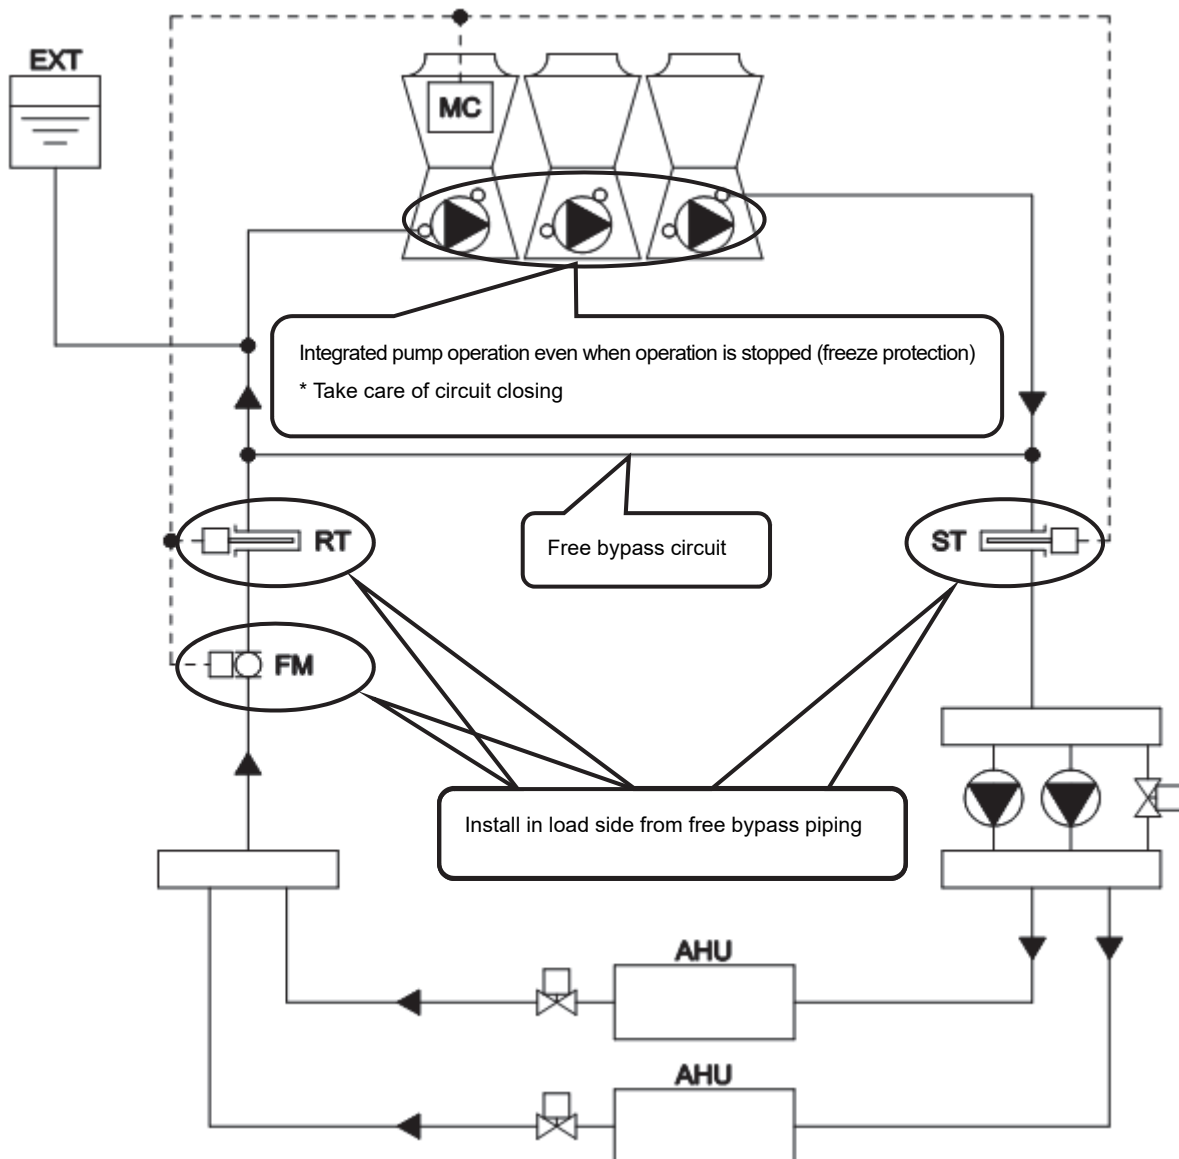 EXT
MC
Integrated pump operation even when operation is stopped (freeze protection)
* Take care of circuit closing
Free bypass circuit
RT
ST
FM
Install in load side from free bypass piping
AHU
AHU